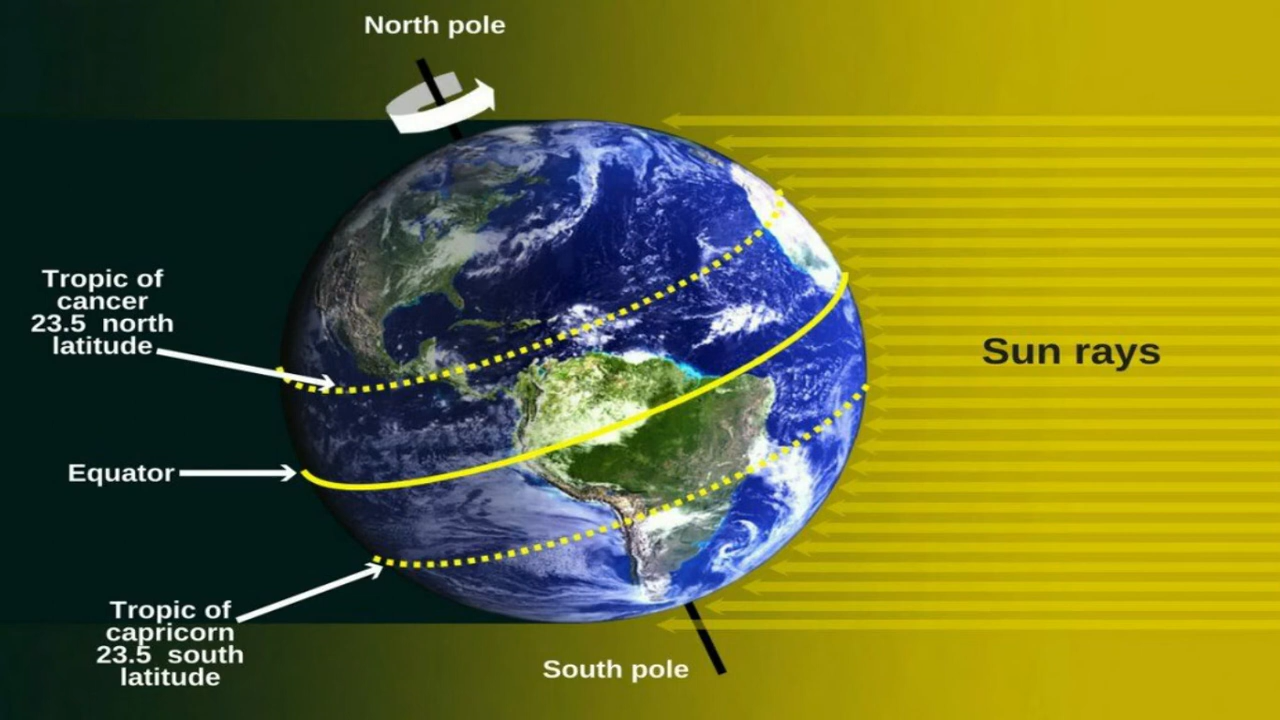 North pole
Tropic of
cancer
23.5 north
latitude
Sun rays
Equator
Tropic of
capricorn
23.5 south
latitude
South pole